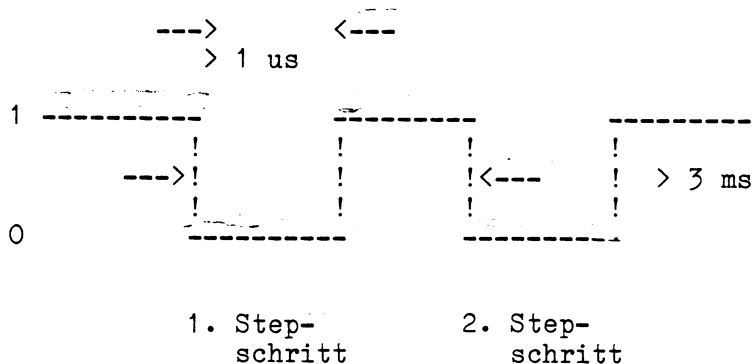 --->        <---
> 1 us
1 ----------        ----------        ----------
! ! ! !
--->! ! !<--- ! > 3 ms
! ! ! !
0 ----------        ----------
1. Step-        2. Step-
schritt        schritt